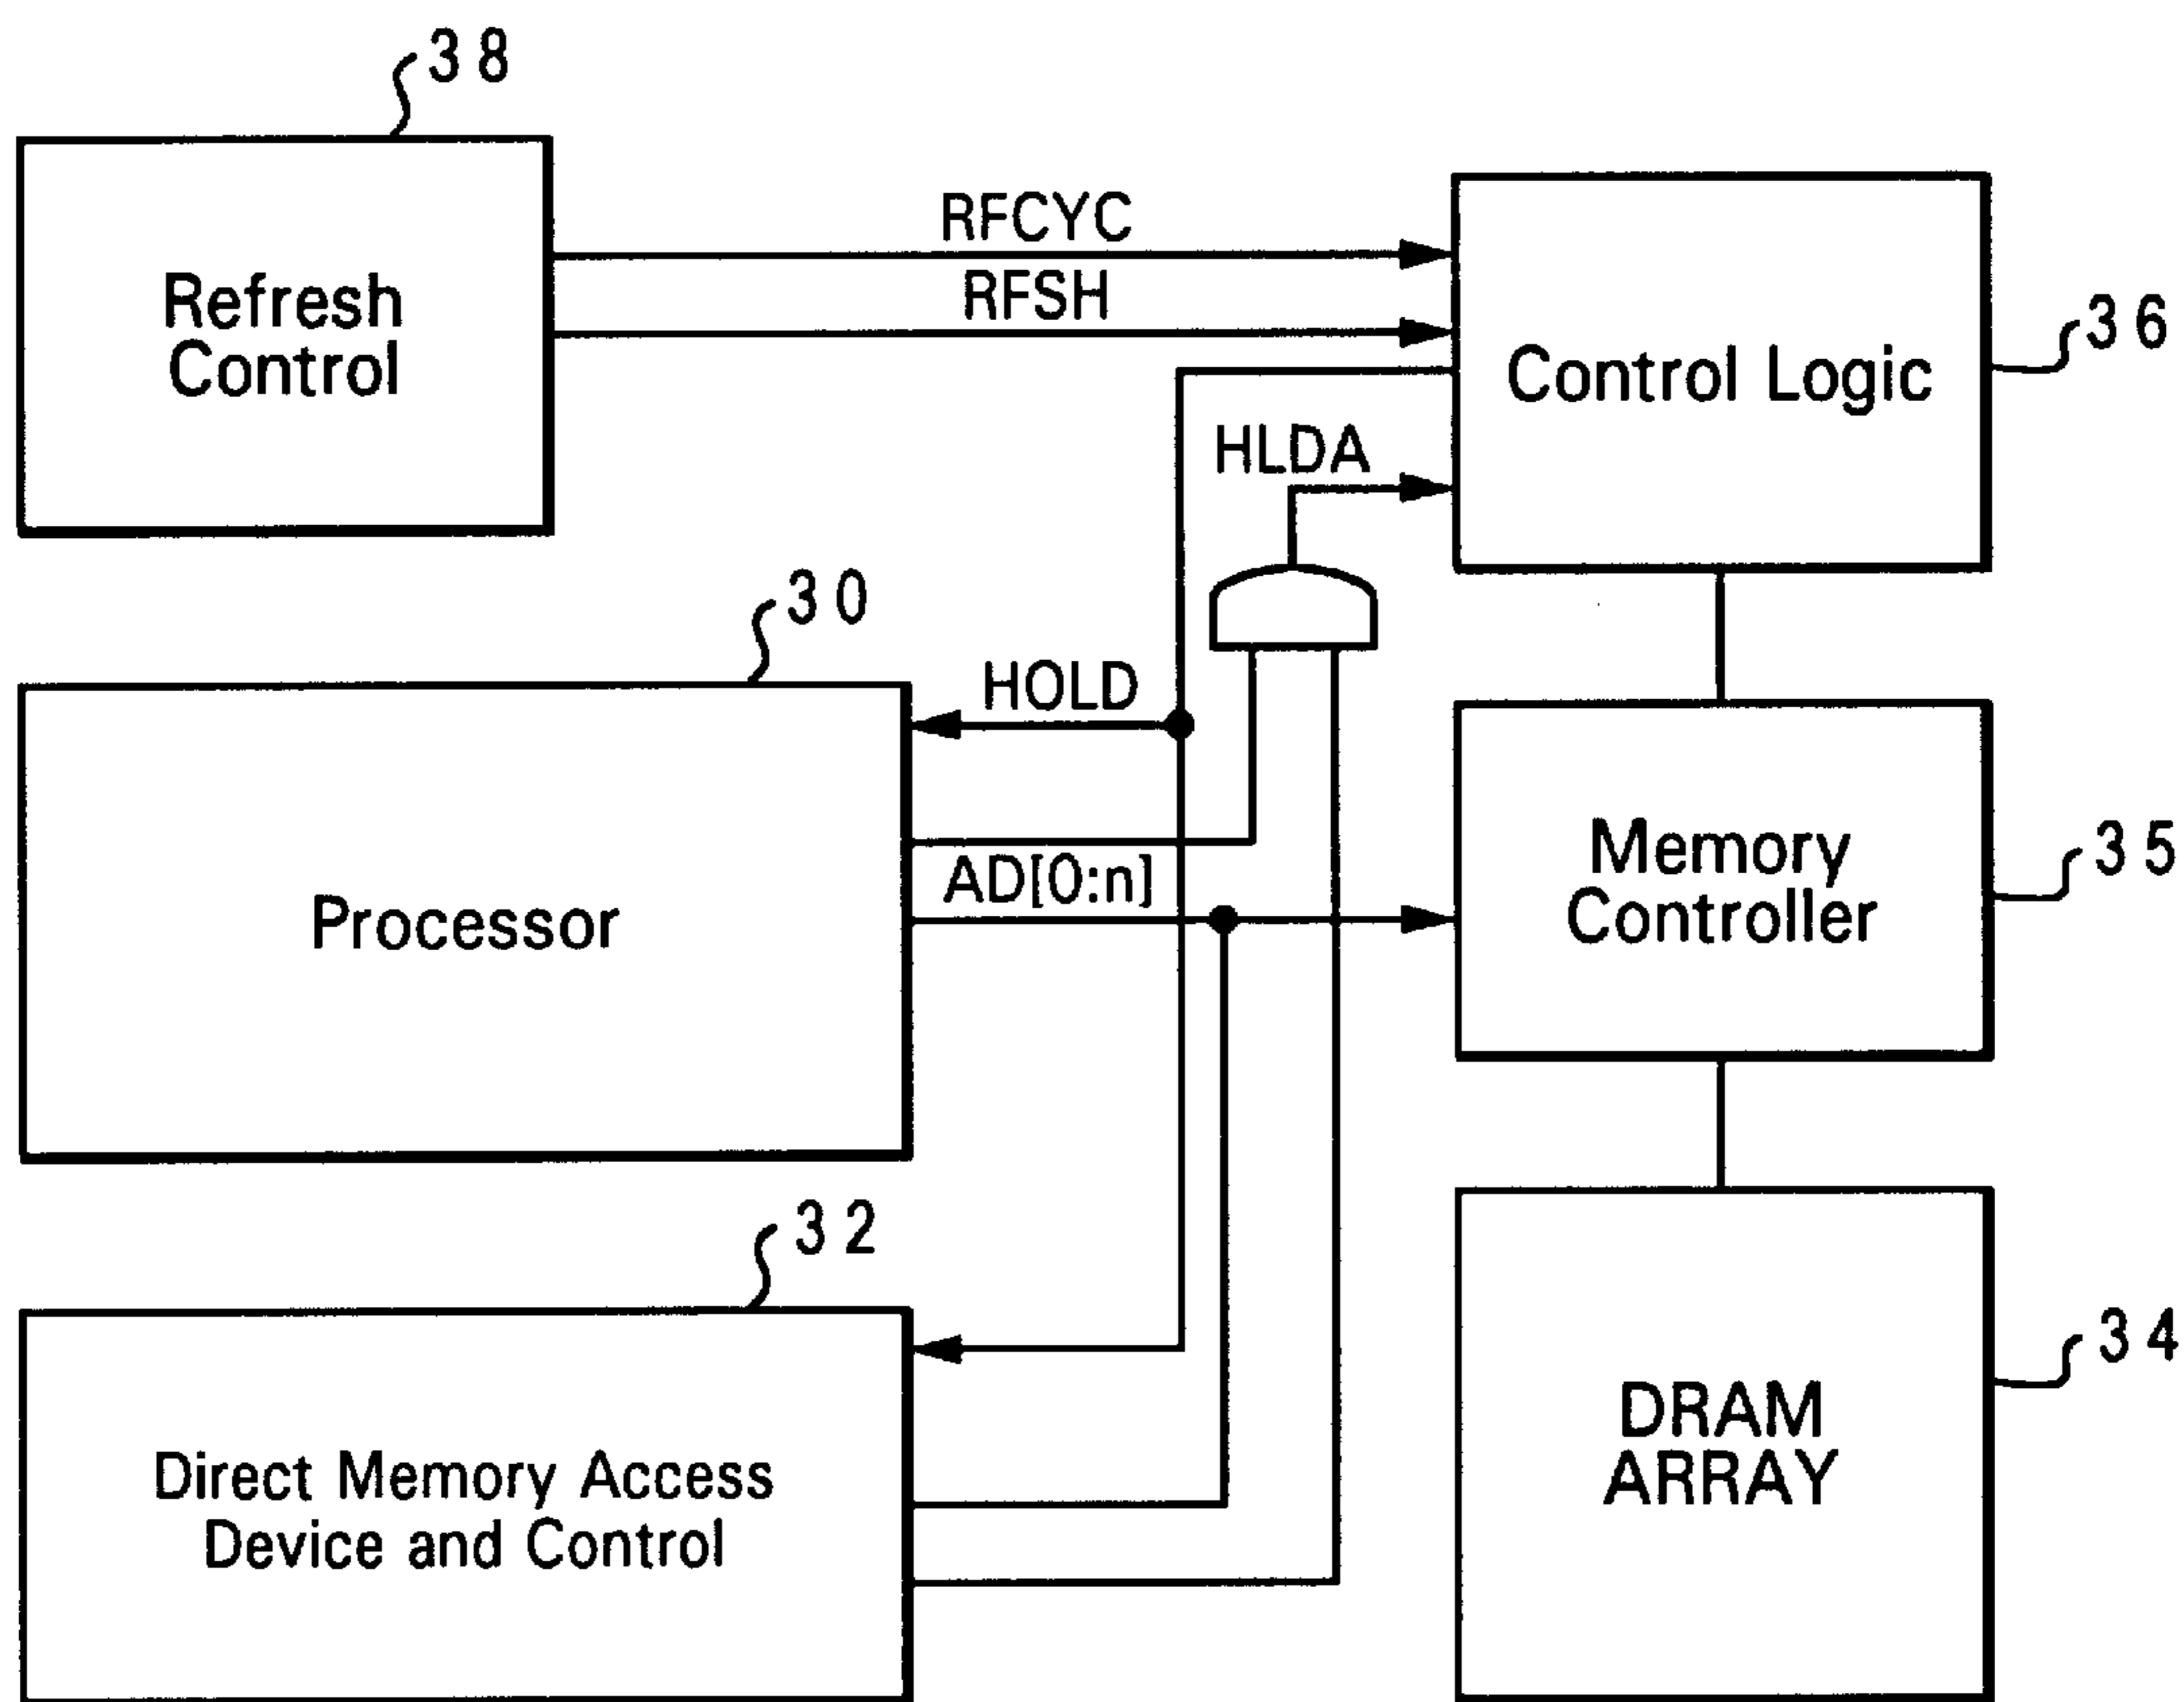 38
Refresh
Control
RFCYC
RFSH
Control Logic
36
HLDA
30
HOLD
Processor
AD[0:n]
Memory
Controller
35
32
Direct Memory Access
Device and Control
DRAM
ARRAY
34